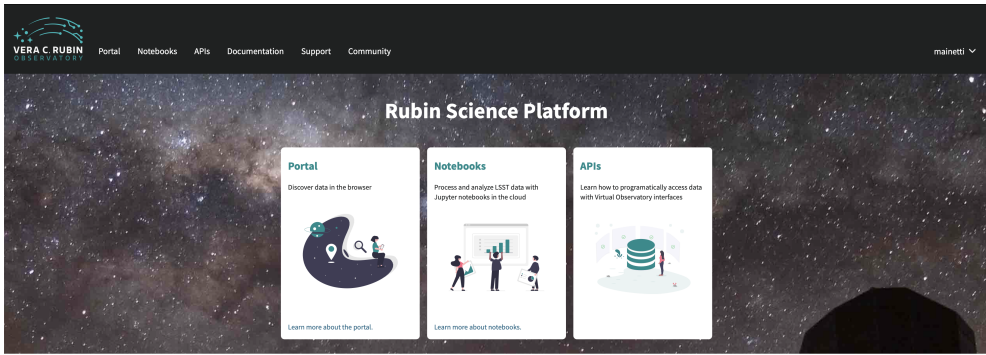 VERA C. RUBIN
OBSERVATORY
Portal
Notebooks
APIs
Documentation
Support
Community
mainetti
Rubin Science Platform
Portal
Discover data in the browser
Learn more about the portal.
Notebooks
Process and analyze LSST data with
Jupyter notebooks in the cloud
Learn more about notebooks.
APIs
Learn how to programatically access data
with Virtual Observatory interfaces